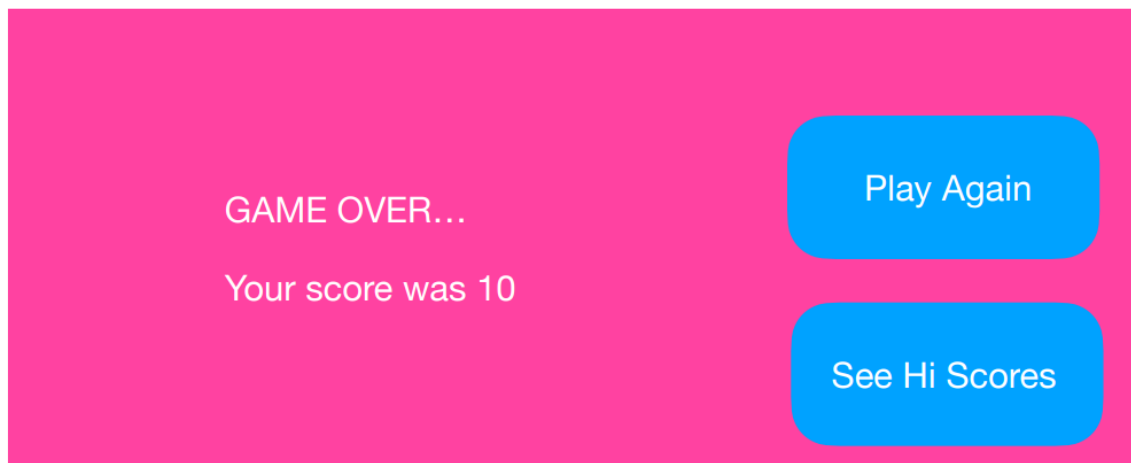 GAME OVER…
Your score was 10
Play Again
See Hi Scores